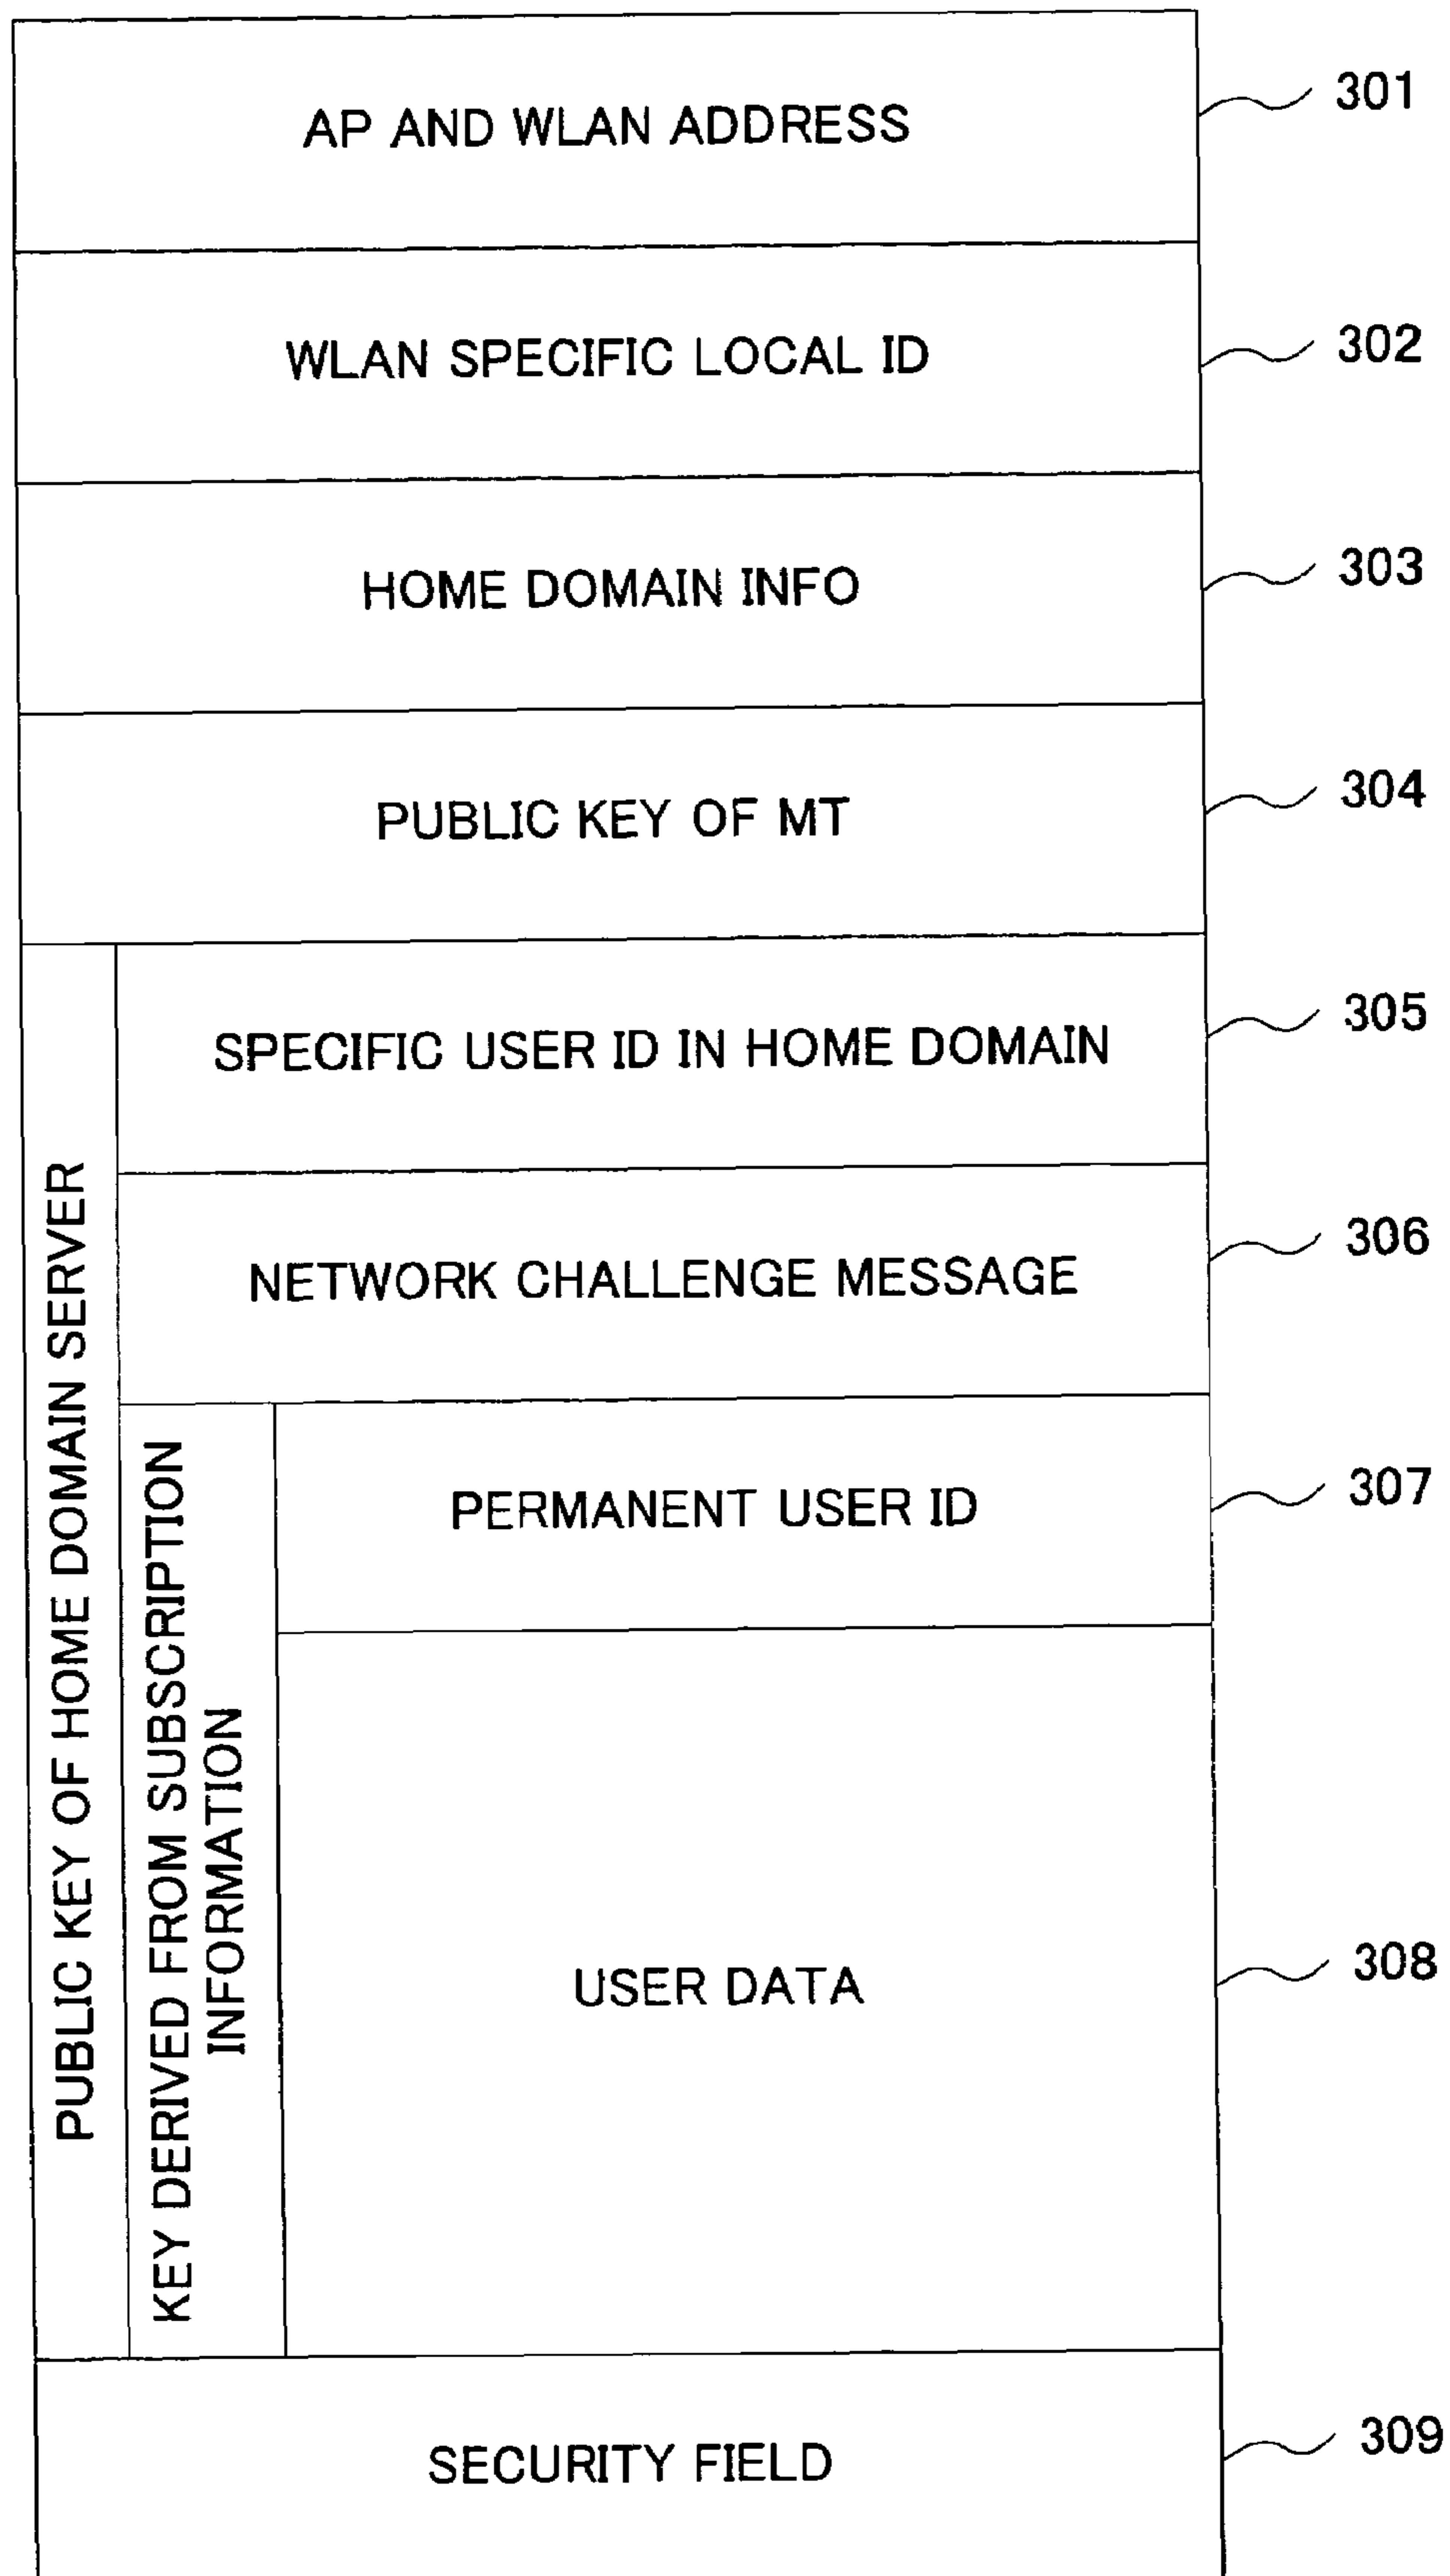 AP AND WLAN ADDRESS
301
WLAN SPECIFIC LOCAL ID
302
HOME DOMAIN INFO
303
PUBLIC KEY OF MT
304
PUBLIC KEY OF HOME DOMAIN SERVER
SPECIFIC USER ID IN HOME DOMAIN
305
NETWORK CHALLENGE MESSAGE
306
KEY DERIVED FROM SUBSCRIPTION
INFORMATION
PERMANENT USER ID
307
USER DATA
308
SECURITY FIELD
309